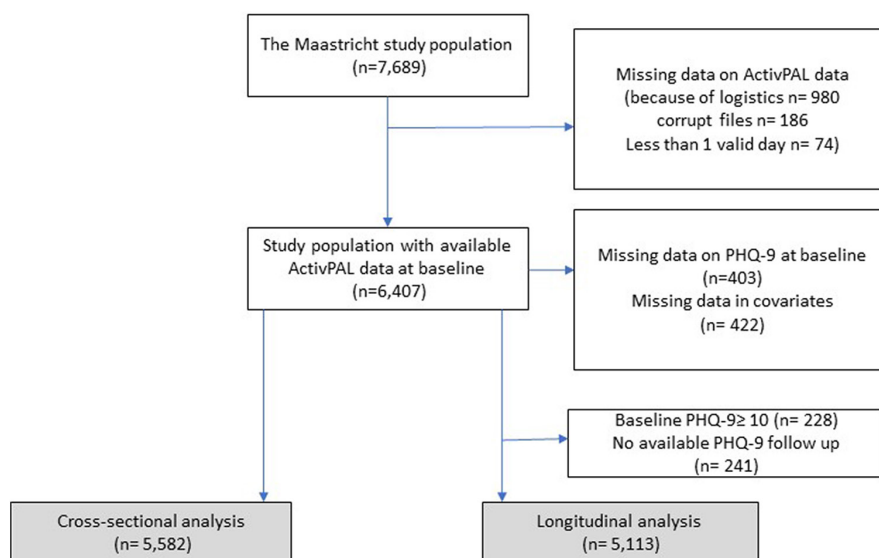 The Maastricht study population
(n=7,689)
Missing data on ActivPAL data
(because of logistics n= 980
corrupt files n= 186
Less than 1 valid day n= 74)
Study population with available
ActivPAL data at baseline
(n=6,407)
Missing data on PHQ-9 at baseline
(n=403)
Missing data in covariates
(n= 422)
Baseline PHQ-9≥ 10 (n= 228)
No available PHQ-9 follow up
(n= 241)
Cross-sectional analysis
(n= 5,582)
Longitudinal analysis
(n= 5,113)